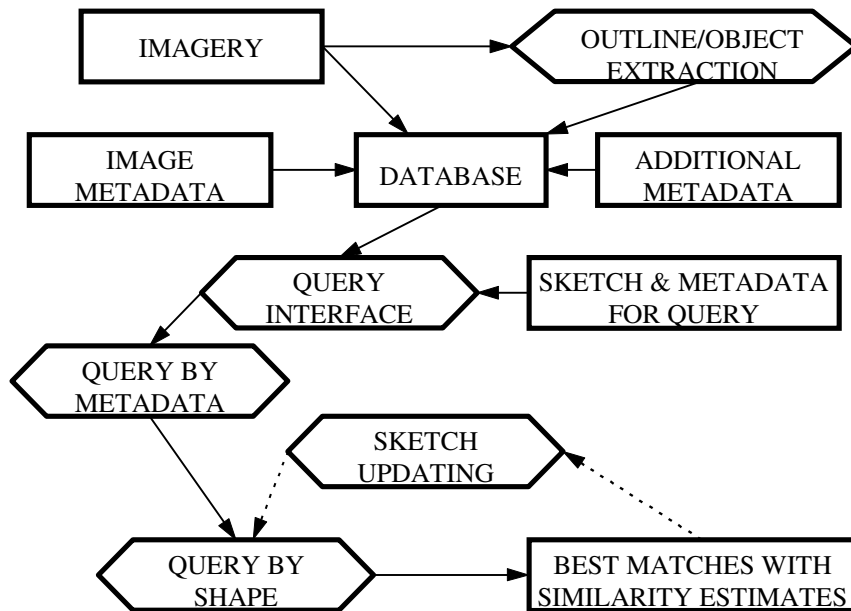 IMAGERY
OUTLINE/OBJECT
EXTRACTION
IMAGE
METADATA
DATABASE
ADDITIONAL
METADATA
QUERY
INTERFACE
SKETCH & METADATA
FOR QUERY
QUERY BY
METADATA
SKETCH
UPDATING
QUERY BY
SHAPE
BEST MATCHES WITH
SIMILARITY ESTIMATES